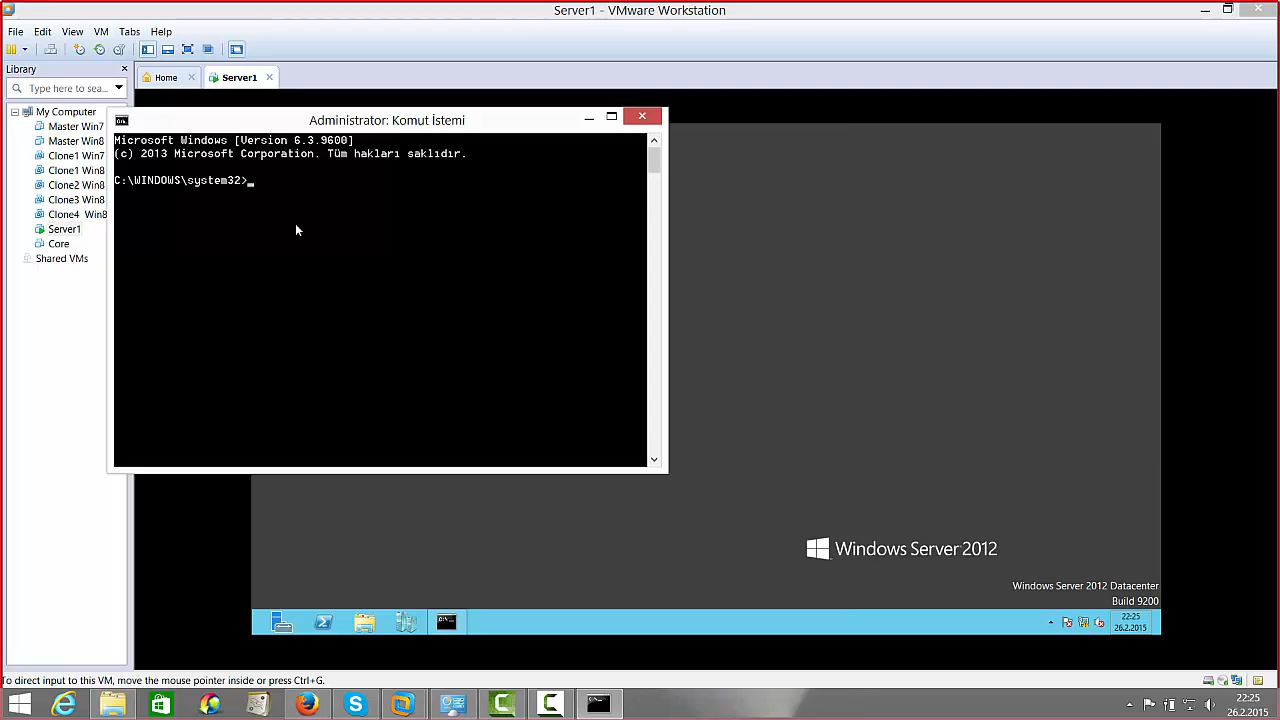 Server1 - VMware Workstation
File Edit View VM Tabs Help
Library
Home
Server1
Type here to sea...
My Computer
Master Win7
Master Win8
Clone1 Win7
Clone1 Win8
Clone2 Win8
Clone3 Win8
Clone4 Win8
Server1
Core
Shared VMs
Administrator: Komut İstemi
Microsoft Windows [Version 6.3.9600]
(c) 2013 Microsoft Corporation. Tüm hakları saklıdır.
C:\WINDOWS\system32>
Windows Server 2012
Windows Server 2012 Datacenter
Build 9200
22:25
26.2.2015
To direct input to this VM, move the mouse pointer inside or press Ctrl+G.
22:25
26.2.2015